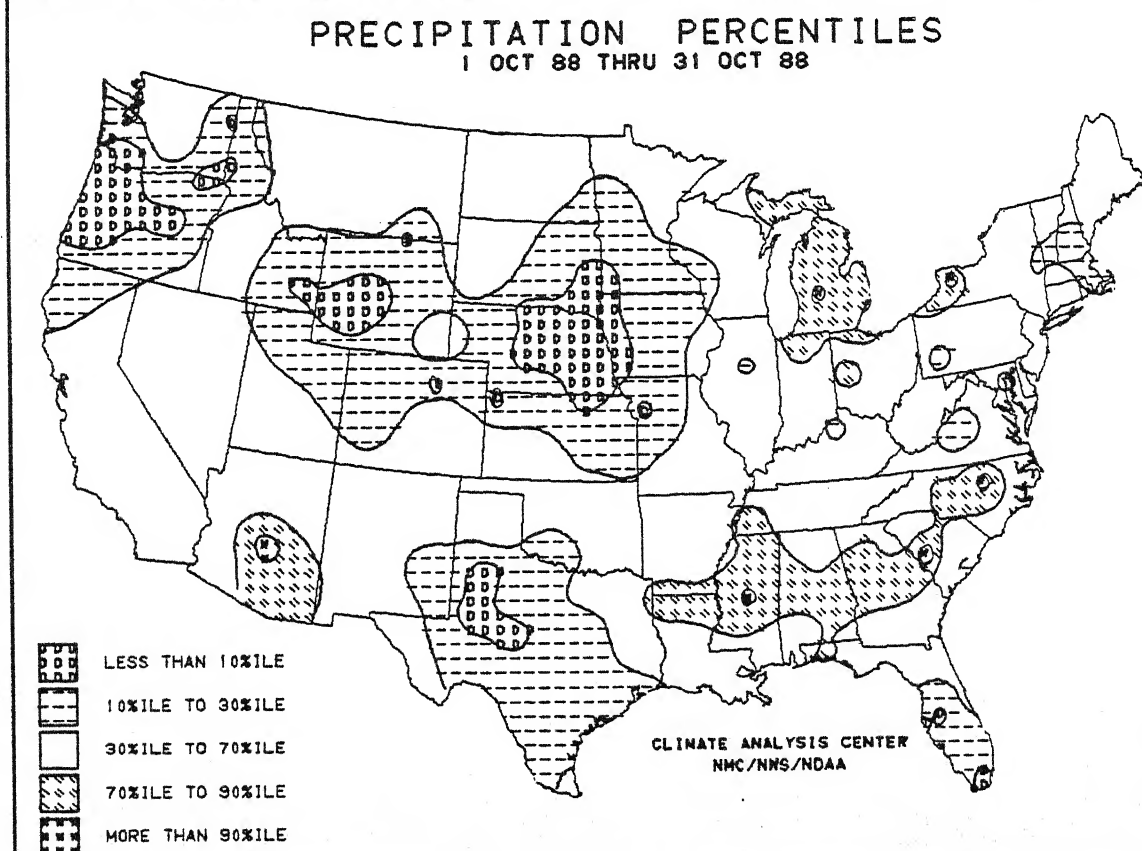 PRECIPITATION PERCENTILES
1 OCT 88 THRU 31 OCT 88
LESS THAN 10%ILE
10%ILE TO 30%ILE
30%ILE TO 70%ILE
70%ILE TO 90%ILE
MORE THAN 90%ILE
CLIMATE ANALYSIS CENTER
NMC/NWS/NOAA